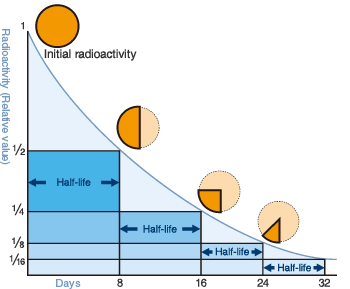 1
Initial radioactivity
Radioactivity (Relative value)
1/2
Half-life
1/4
Half-life
1/8
Half-life
1/16
Half-life
Days
8
16
24
32